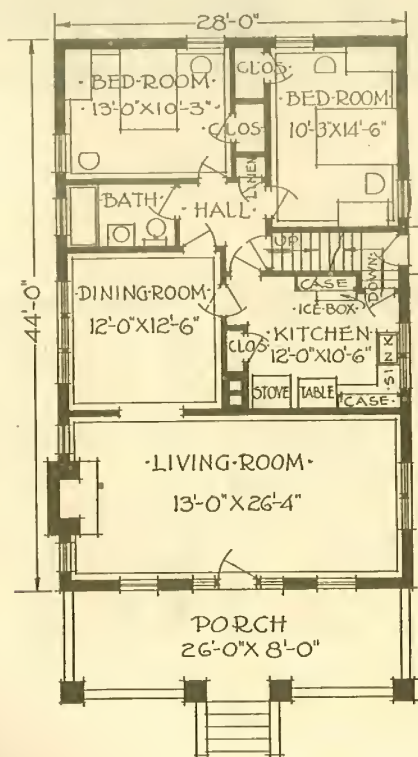 28'-0"
BED-ROOM
13'-0"X10'-3"
CLOS
BED-ROOM
10'-3"X14'-6"
CLOS
LINEN
BATH
HALL
UP
DOWN
44'-0"
DINING-ROOM
12'-0"X12'-6"
CASE
ICE BOX
KITCHEN
12'-0"X10'-6"
CLOS
SINK
STOVE
TABLE
CASE
LIVING-ROOM
13'-0"X26'-4"
PORCH
26'-0"X8'-0"